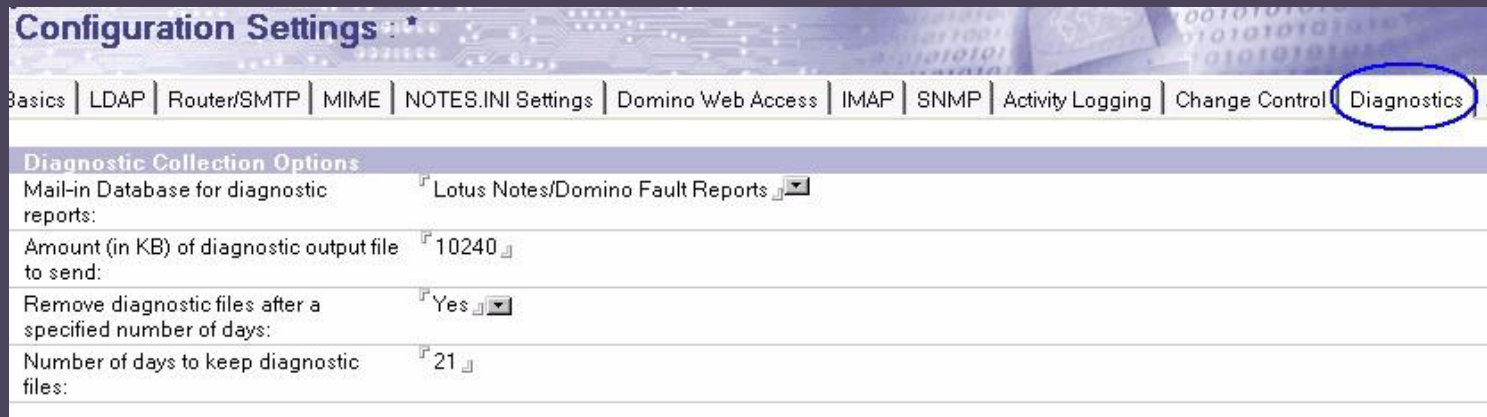 Configuration Settings : *
Basics | LDAP | Router/SMTP | MIME | NOTES.INI Settings | Domino Web Access | IMAP | SNMP | Activity Logging | Change Control | Diagnostics
Diagnostic Collection Options
Mail-in Database for diagnostic reports:
Lotus Notes/Domino Fault Reports
Amount (in KB) of diagnostic output file to send:
10240
Remove diagnostic files after a specified number of days:
Yes
Number of days to keep diagnostic files:
21